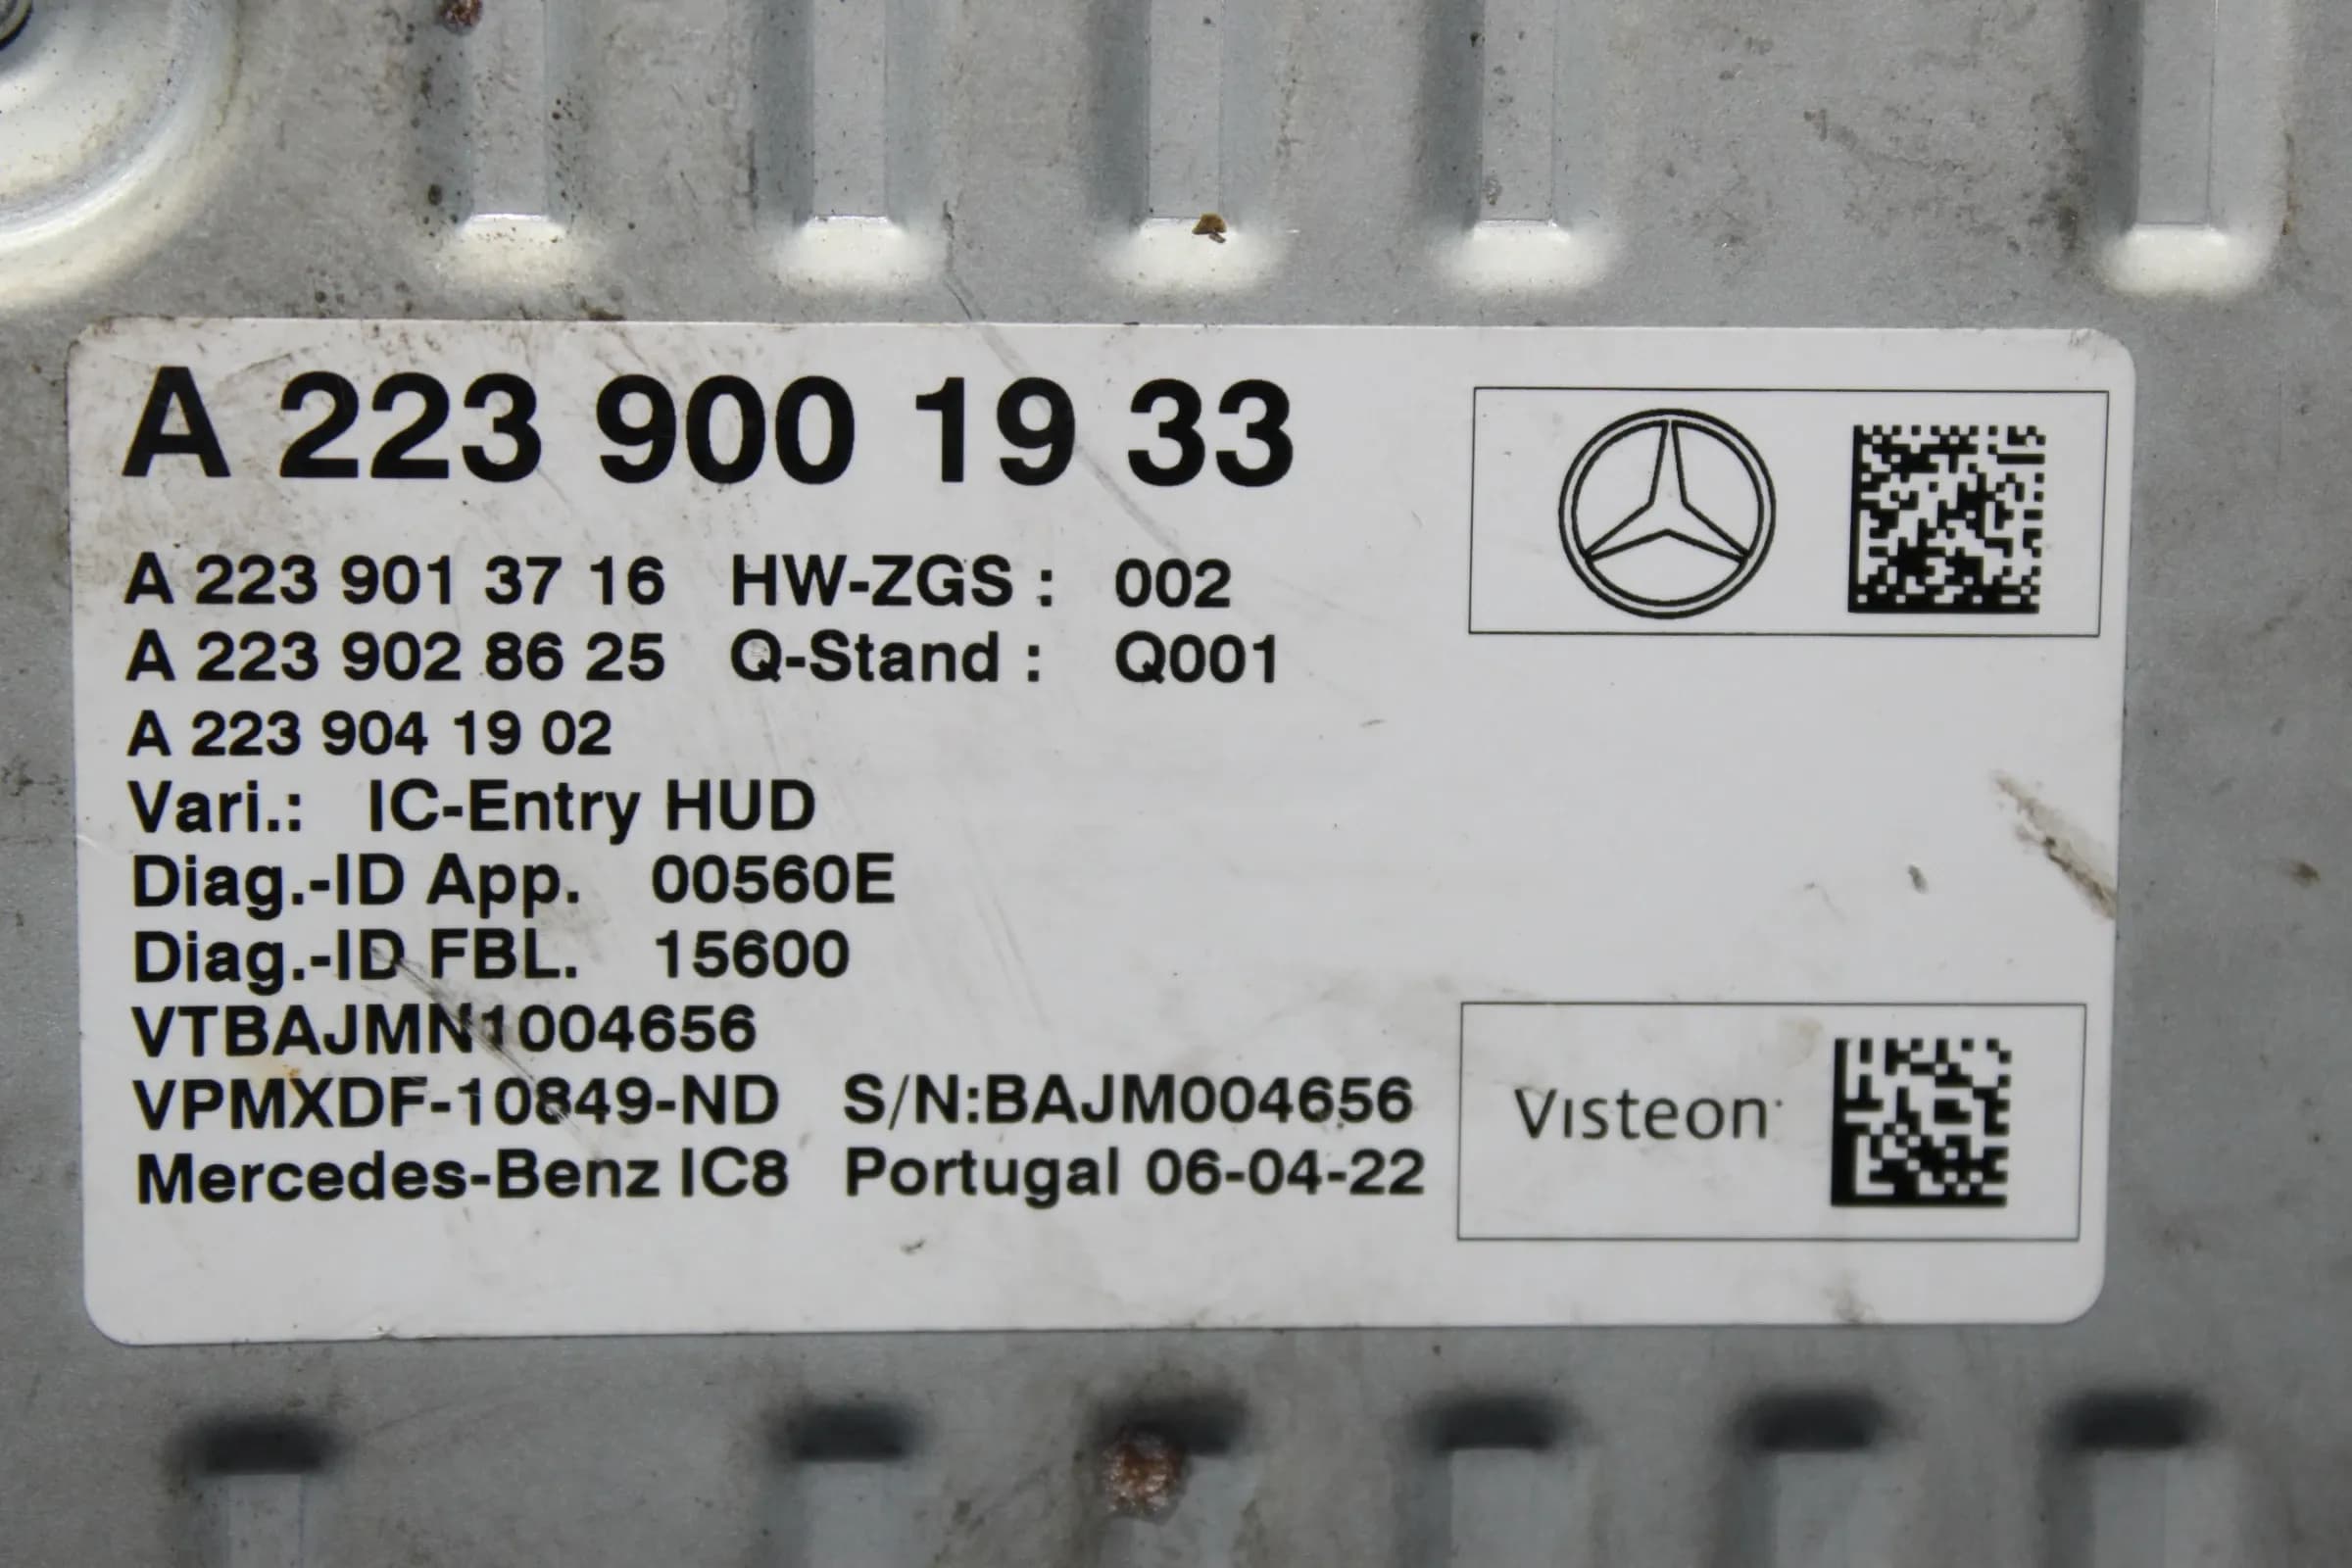 A 223 900 19 33
A 223 901 37 16 HW-ZGS : 002
A 223 902 86 25 Q-Stand : Q001
A 223 904 19 02
Vari.: IC-Entry HUD
Diag.-ID App. 00560E
Diag.-ID FBL. 15600
VTBAJMN1004656
VPMXDF-10849-ND S/N:BAJM004656
Mercedes-Benz IC8 Portugal 06-04-22
Visteon